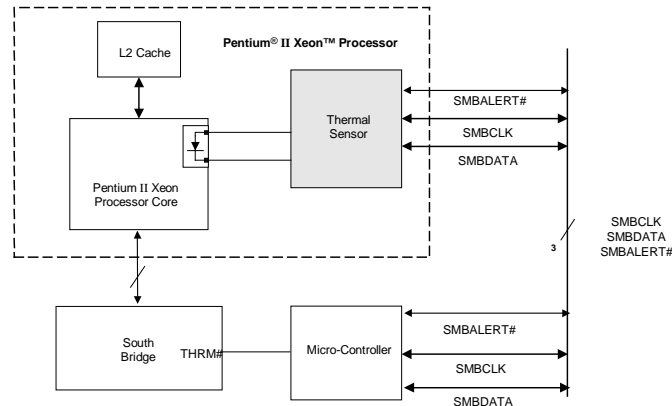 Pentium® II Xeon™ Processor
L2 Cache
Thermal
Sensor
SMBALERT#
SMBCLK
SMBDATA
Pentium II Xeon
Processor Core
3
SMBCLK
SMBDATA
SMBALERT#
South
Bridge
THRM#
Micro-Controller
SMBALERT#
SMBCLK
SMBDATA